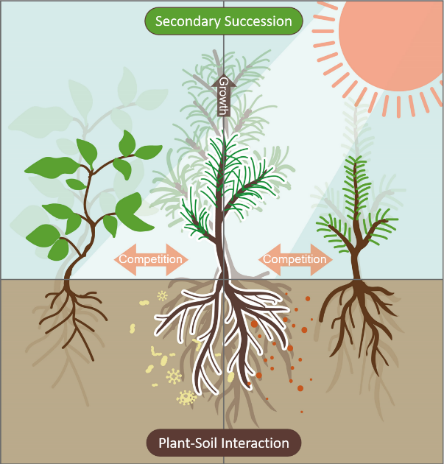 Secondary Succession
Growth
Competition
Competition
Plant-Soil Interaction